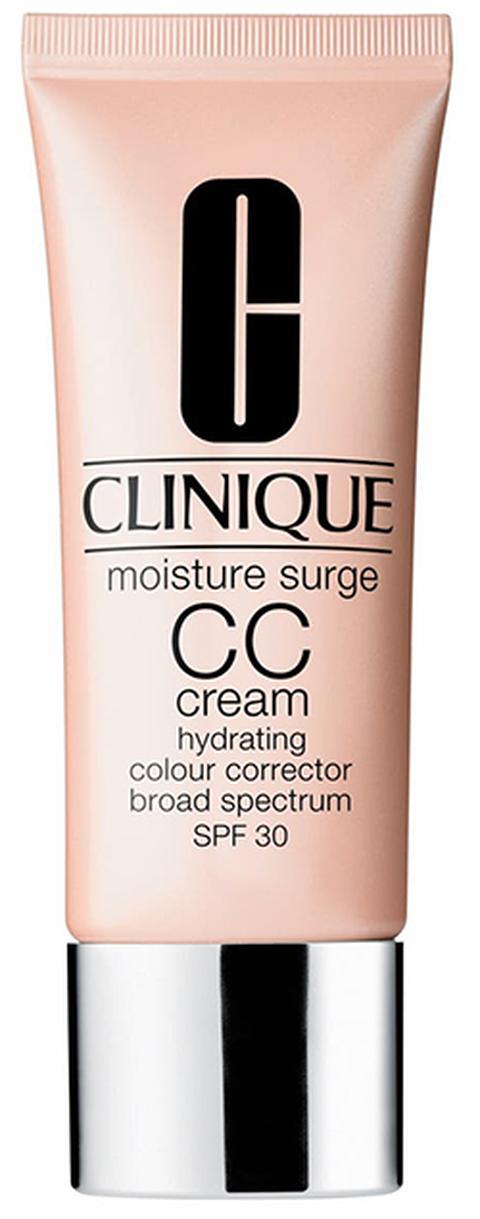 C
CLINIQUE
moisture surge
CC
cream
hydrating
colour corrector
broad spectrum
SPF 30